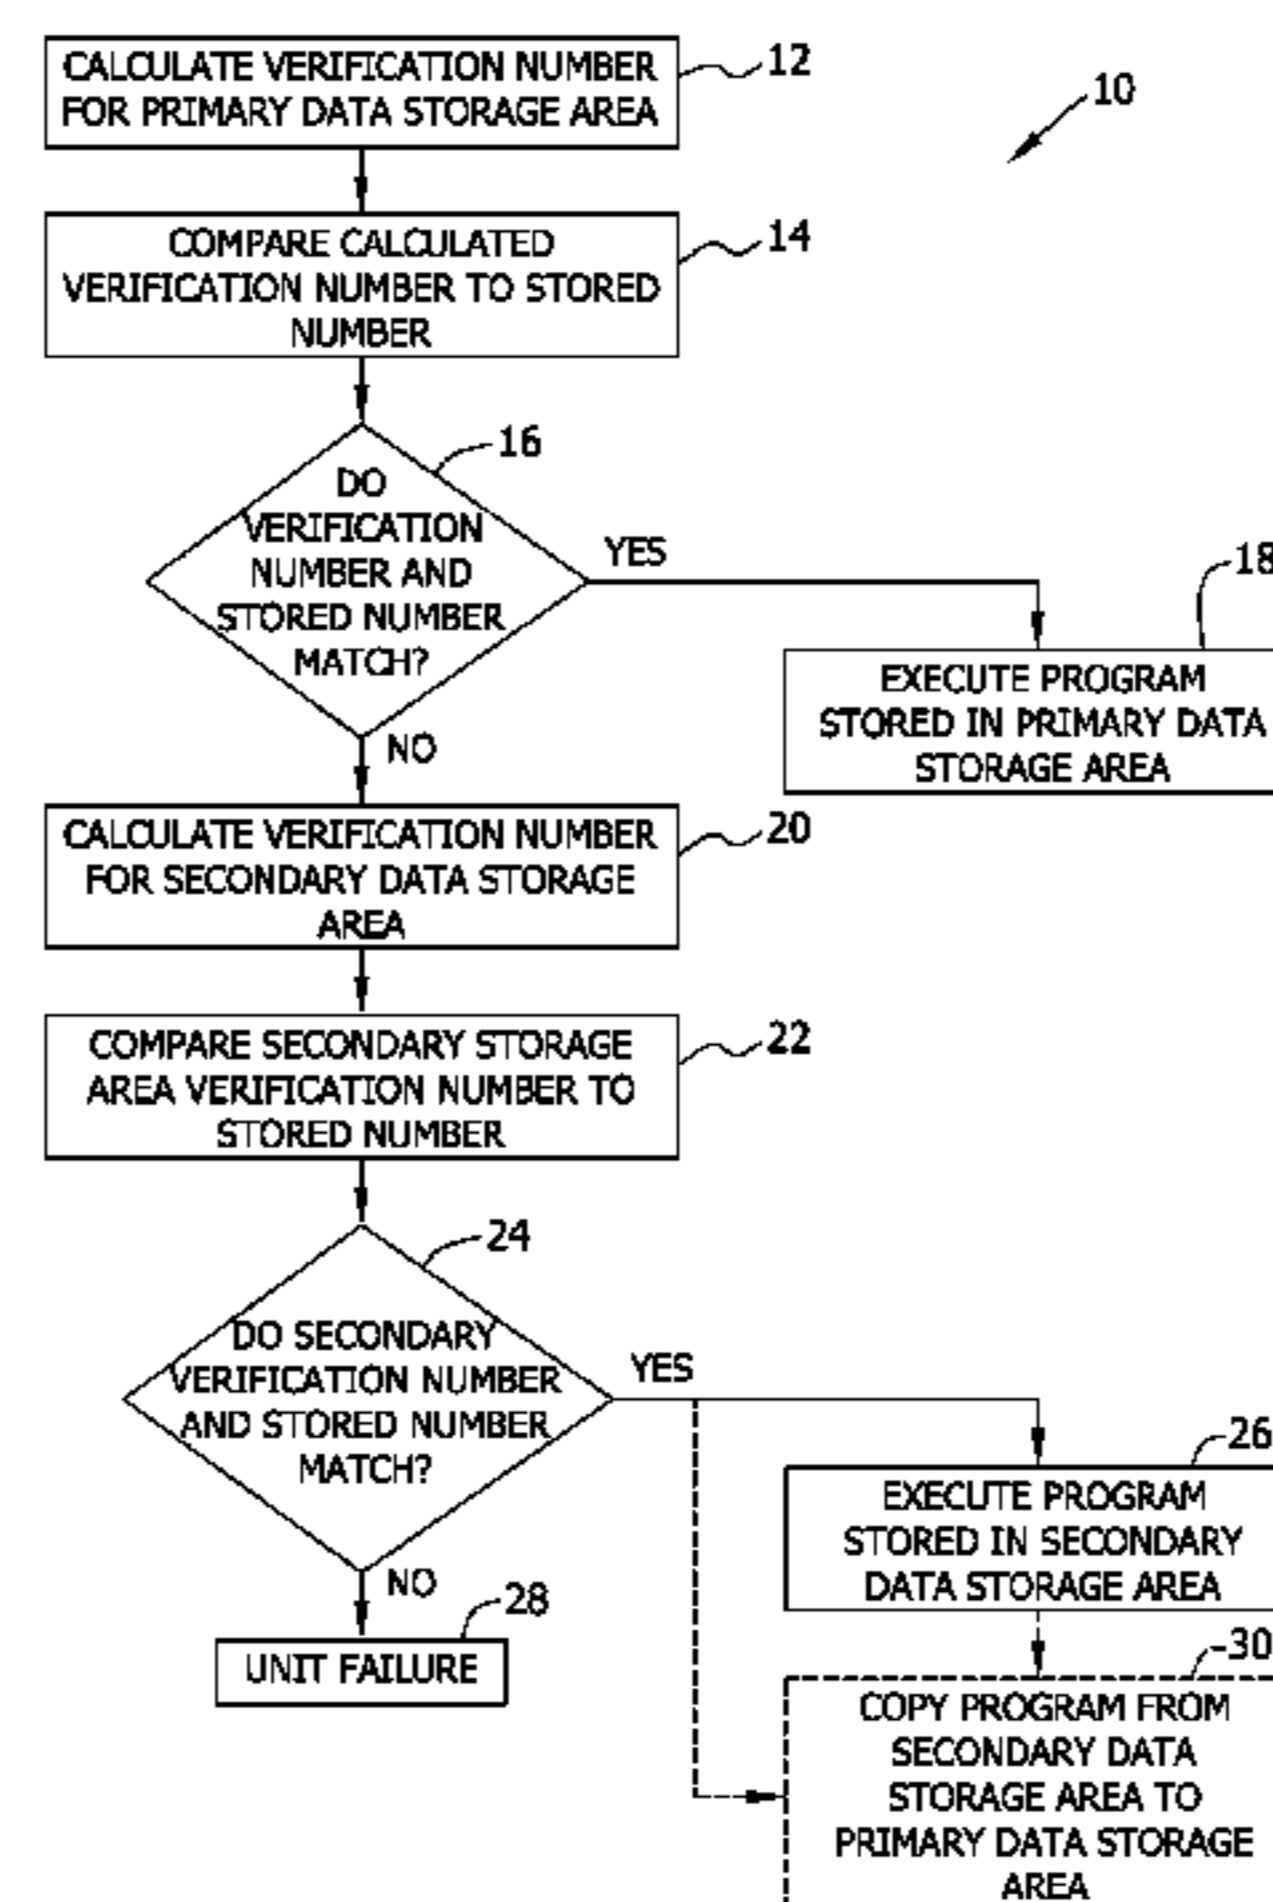 CALCULATE VERIFICATION NUMBER
FOR PRIMARY DATA STORAGE AREA
12
10
COMPARE CALCULATED
VERIFICATION NUMBER TO STORED
NUMBER
14
16
DO
VERIFICATION
NUMBER AND
STORED NUMBER
MATCH?
YES
18
EXECUTE PROGRAM
STORED IN PRIMARY DATA
STORAGE AREA
NO
CALCULATE VERIFICATION NUMBER
FOR SECONDARY DATA STORAGE
AREA
20
COMPARE SECONDARY STORAGE
AREA VERIFICATION NUMBER TO
STORED NUMBER
22
24
DO SECONDARY
VERIFICATION NUMBER
AND STORED NUMBER
MATCH?
YES
26
EXECUTE PROGRAM
STORED IN SECONDARY
DATA STORAGE AREA
NO
28
UNIT FAILURE
30
COPY PROGRAM FROM
SECONDARY DATA
STORAGE AREA TO
PRIMARY DATA STORAGE
AREA